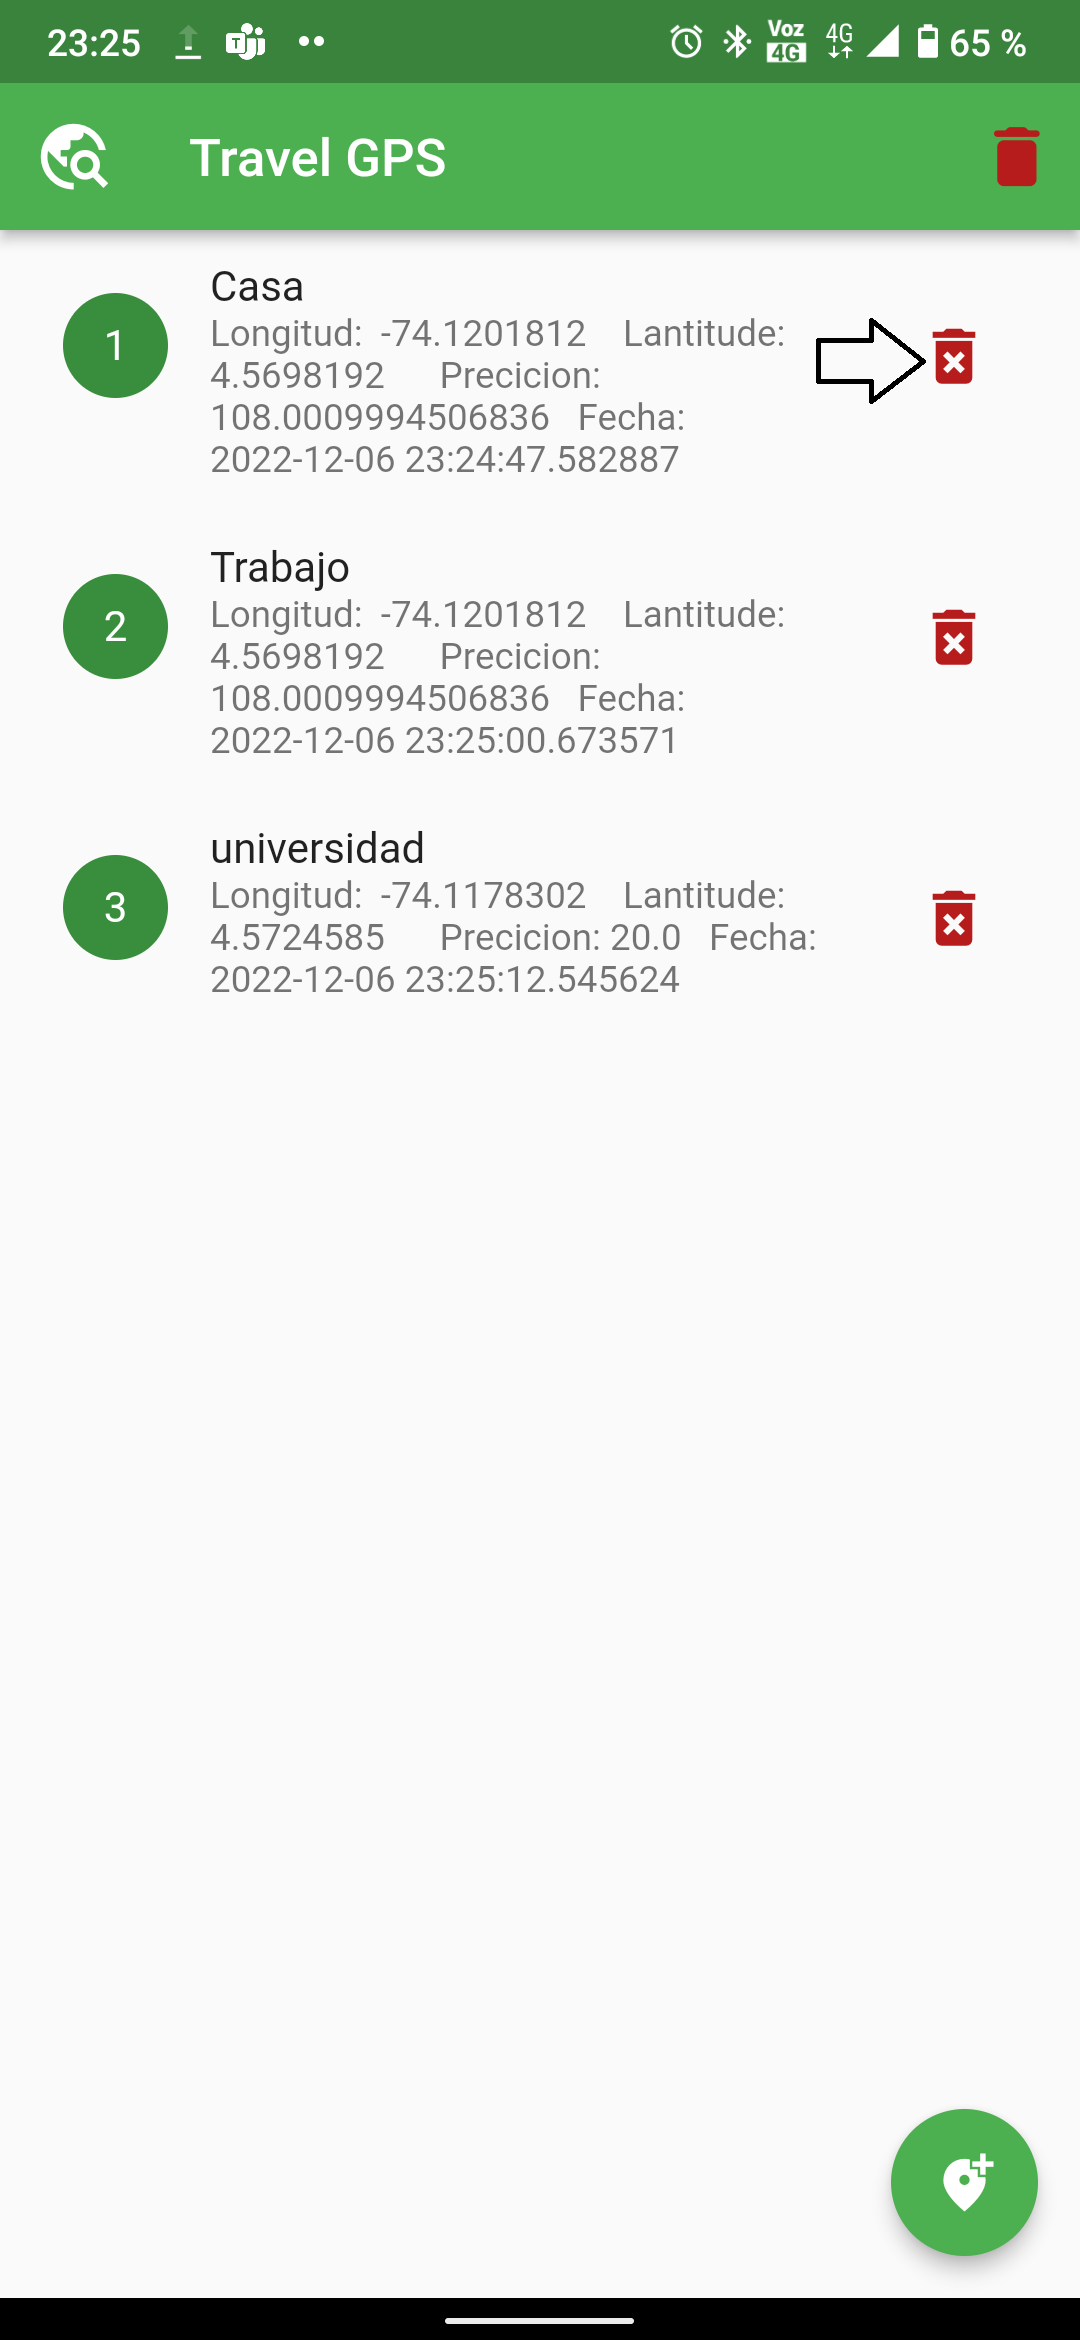 23:25 Voz 4G 4G 65 %
Travel GPS
Casa
1 Longitud: -74.1201812 Lantitude:
4.5698192 Precicion:
108.0009994506836 Fecha:
2022-12-06 23:24:47.582887
Trabajo
2 Longitud: -74.1201812 Lantitude:
4.5698192 Precicion:
108.0009994506836 Fecha:
2022-12-06 23:25:00.673571
universidad
3 Longitud: -74.1178302 Lantitude:
4.5724585 Precicion: 20.0 Fecha:
2022-12-06 23:25:12.545624